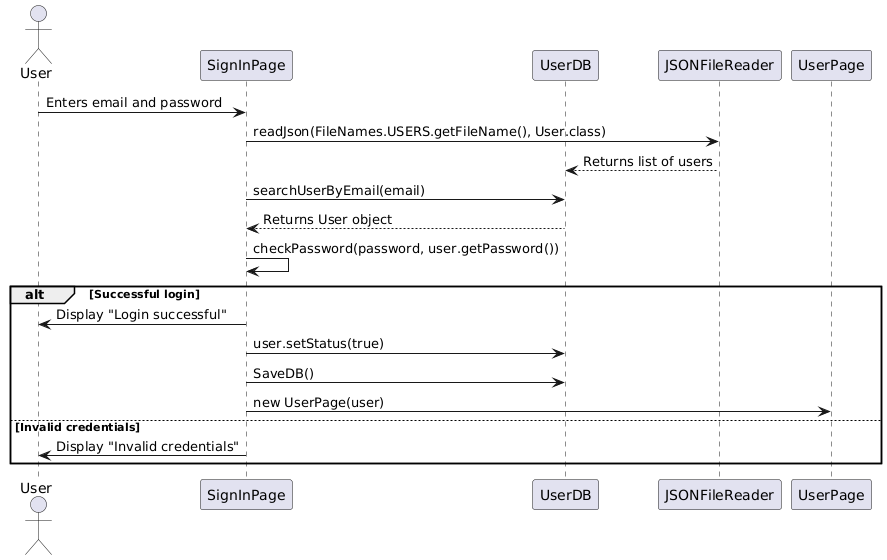 User
SignInPage
UserDB
JSONFileReader
UserPage
Enters email and password
readJson(FileNames.USERS.getFileName(), User.class)
Returns list of users
searchUserByEmail(email)
Returns User object
checkPassword(password, user.getPassword())
alt
[Successful login]
Display "Login successful"
user.setStatus(true)
SaveDB()
new UserPage(user)
[Invalid credentials]
Display "Invalid credentials"
User
SignInPage
UserDB
JSONFileReader
UserPage